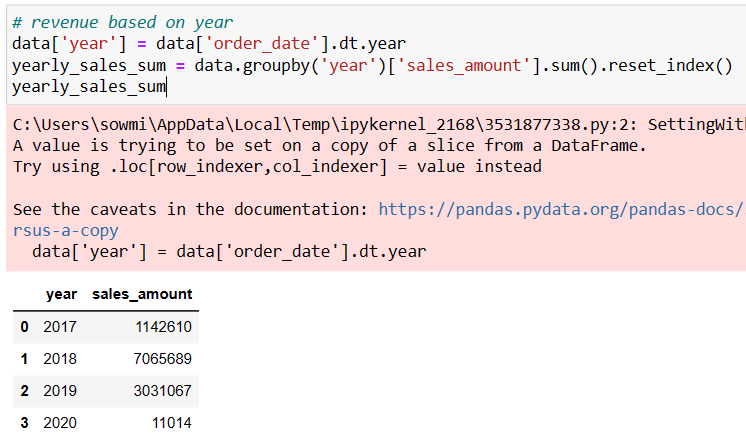 # revenue based on year
data['year'] = data['order_date'].dt.year
yearly_sales_sum = data.groupby('year')['sales_amount'].sum().reset_index()
yearly_sales_sum
C:\Users\sowmi\AppData\Local\Temp\ipykernel_2168\3531877338.py:2: SettingWit
A value is trying to be set on a copy of a slice from a DataFrame.
Try using .loc[row_indexer,col_indexer] = value instead
See the caveats in the documentation: https://pandas.pydata.org/pandas-docs/
rsus-a-copy
data['year'] = data['order_date'].dt.year
year sales_amount
0 2017 1142610
1 2018 7065689
2 2019 3031067
3 2020 11014